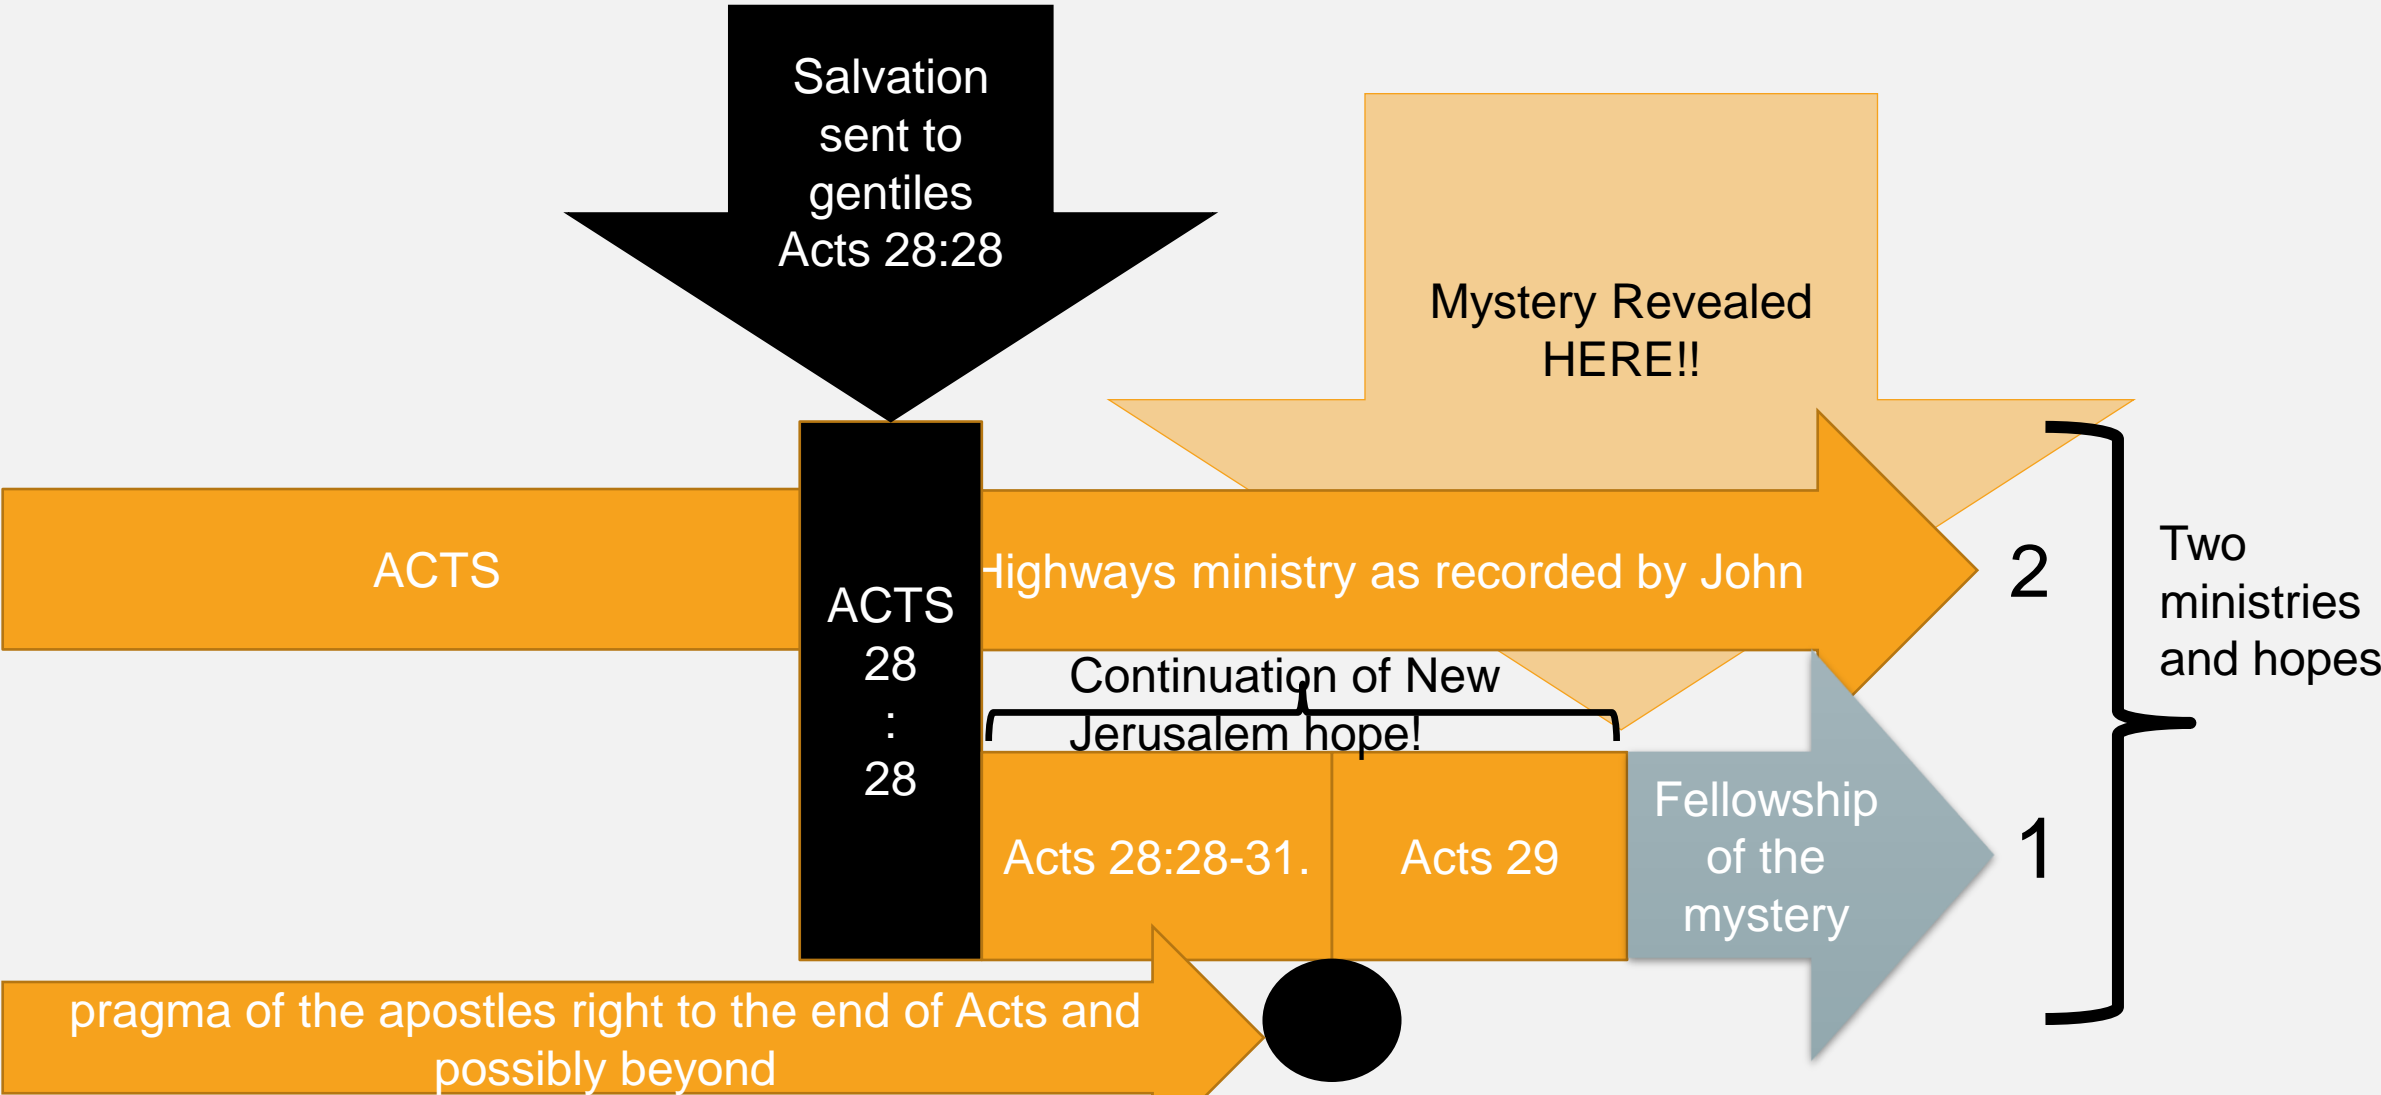 Salvation
sent to
gentiles
Acts 28:28
Mystery Revealed
HERE!!
ACTS
ACTS
28
:
28
Highways ministry as recorded by John
2
Two
ministries
and hopes
Continuation of New
Jerusalem hope!
Acts 28:28-31.
Acts 29
Fellowship
of the
mystery
1
pragma of the apostles right to the end of Acts and
possibly beyond